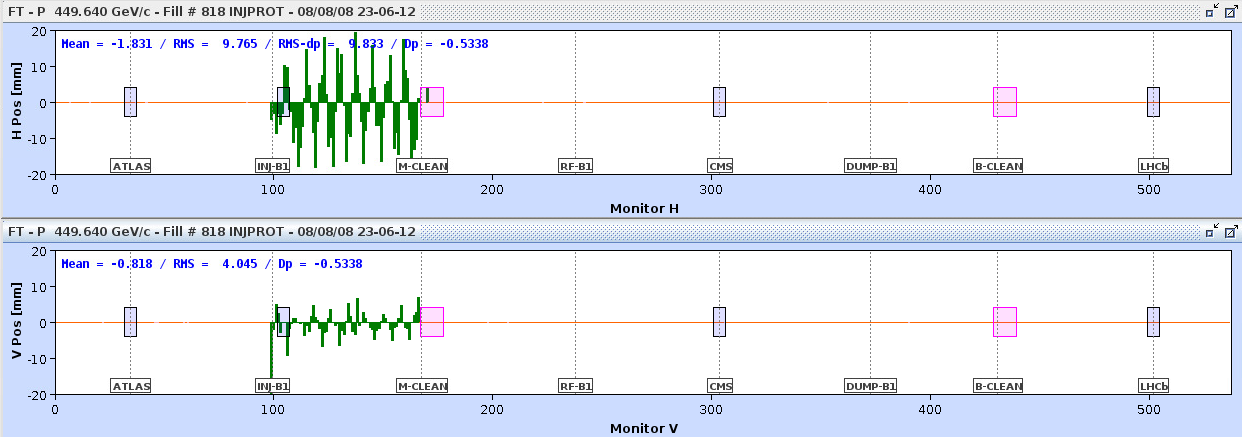 FT - P 449.640 GeV/c - Fill # 818 INJPROT - 08/08/08 23-06-12
Mean = -1.831 / RMS = 9.765 / RMS-dp = 9.833 / Dp = -0.5338
H Pos [mm]
20
10
0
-10
-20
ATLAS INJ-B1 M-CLEAN RF-B1 CMS DUMP-B1 B-CLEAN LHCb
0 100 200 300 400 500
Monitor H
FT - P 449.640 GeV/c - Fill # 818 INJPROT - 08/08/08 23-06-12
Mean = -0.818 / RMS = 4.045 / Dp = -0.5338
V Pos [mm]
20
10
0
-10
-20
ATLAS INJ-B1 M-CLEAN RF-B1 CMS DUMP-B1 B-CLEAN LHCb
0 100 200 300 400 500
Monitor V